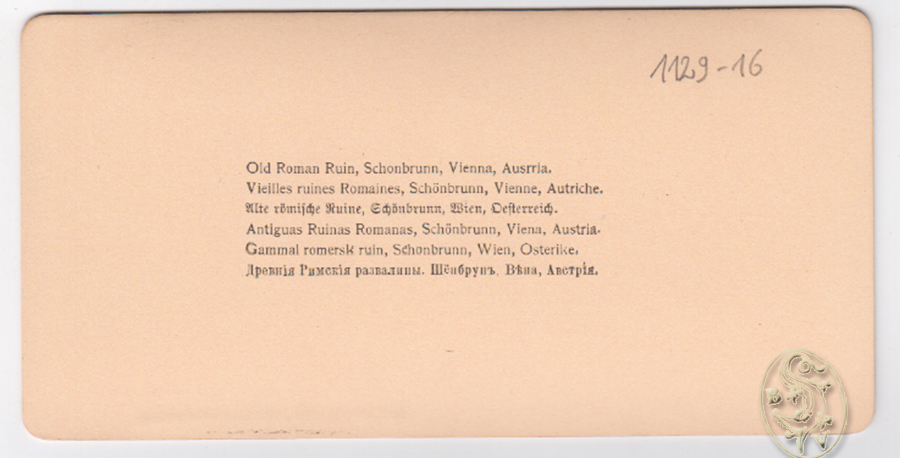 1129-16
Old Roman Ruin, Schonbrunn, Vienna, Ausrria.
Vieilles ruines Romaines, Schönbrunn, Vienne, Autriche.
Alte römische Ruine, Schönbrunn, Wien, Oesterreich.
Antiguas Ruinas Romanas, Schönbrunn, Viena, Austria.
Gammal romersk ruin, Schonbrunn, Wien, Osterike.
Древнія Римскія развалины. Шёнбрунъ, Вѣна, Австрія.